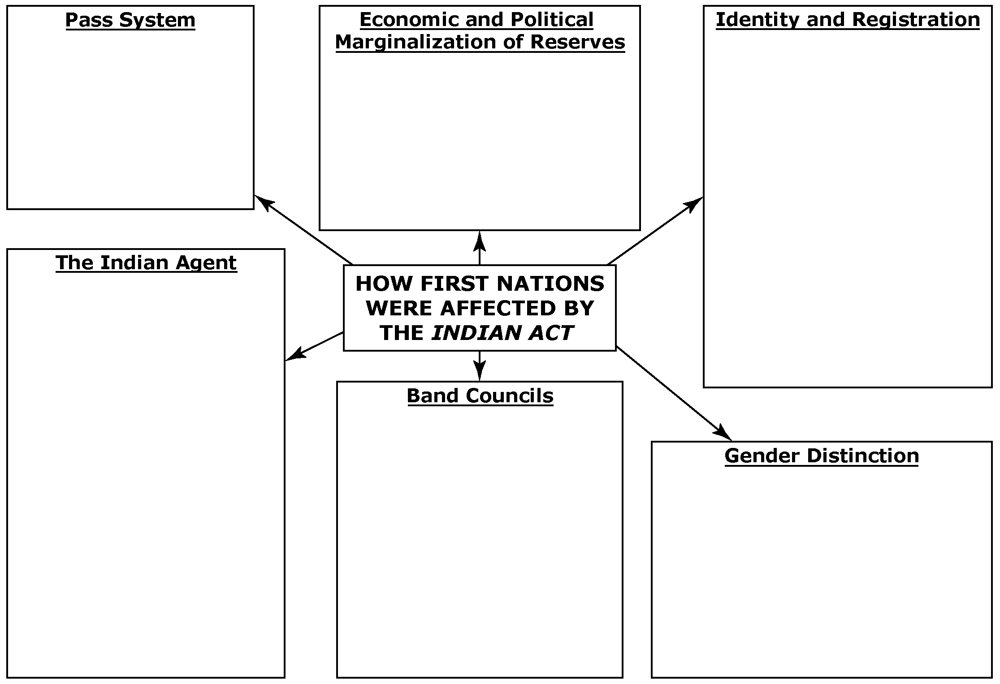 Pass System
Economic and Political
Marginalization of Reserves
Identity and Registration
The Indian Agent
HOW FIRST NATIONS
WERE AFFECTED BY
THE INDIAN ACT
Band Councils
Gender Distinction